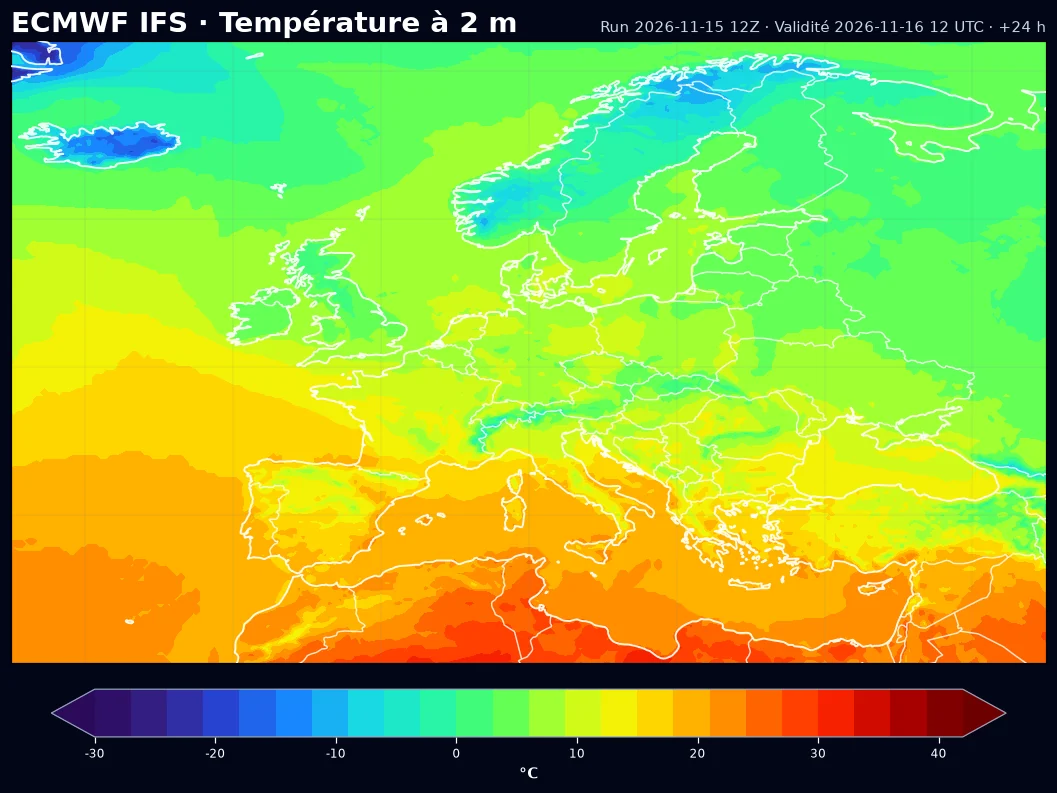 ECMWF IFS · Température à 2 m
Run 2026-11-15 12Z · Validité 2026-11-16 12 UTC · +24 h
-30 -20 -10 0 10 20 30 40
°C